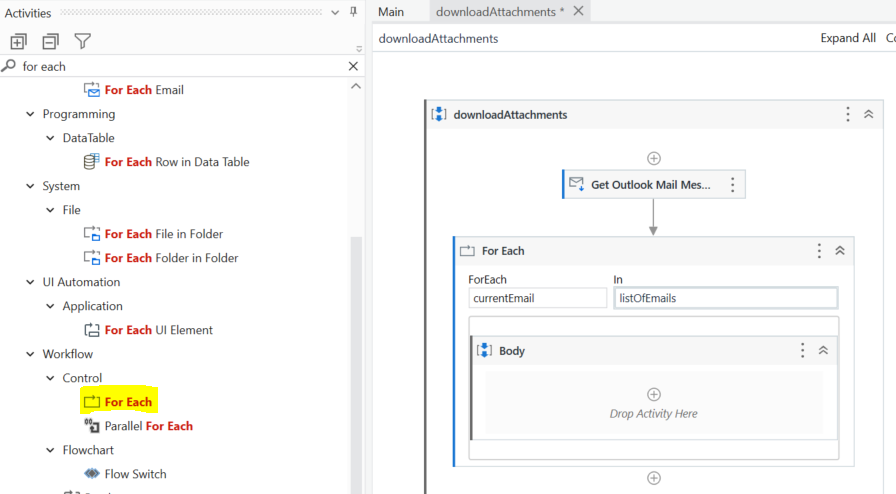 Activities
for each
For Each Email
Programming
DataTable
For Each Row in Data Table
System
File
For Each File in Folder
For Each Folder in Folder
UI Automation
Application
For Each UI Element
Workflow
Control
For Each
Parallel For Each
Flowchart
Flow Switch
Main
downloadAttachments *
downloadAttachments
Expand All
downloadAttachments
Get Outlook Mail Mes...
For Each
ForEach In
currentEmail listOfEmails
Body
Drop Activity Here